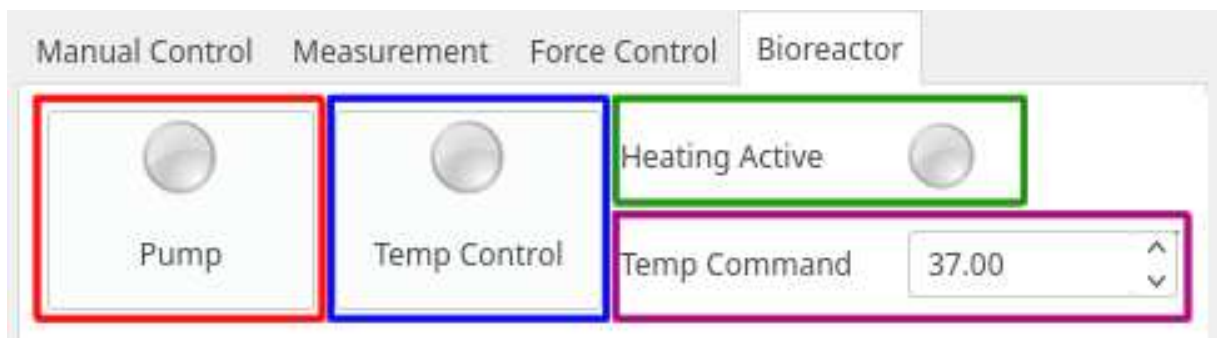 Manual Control Measurement Force Control Bioreactor
Heating Active
Pump Temp Control Temp Command 37.00